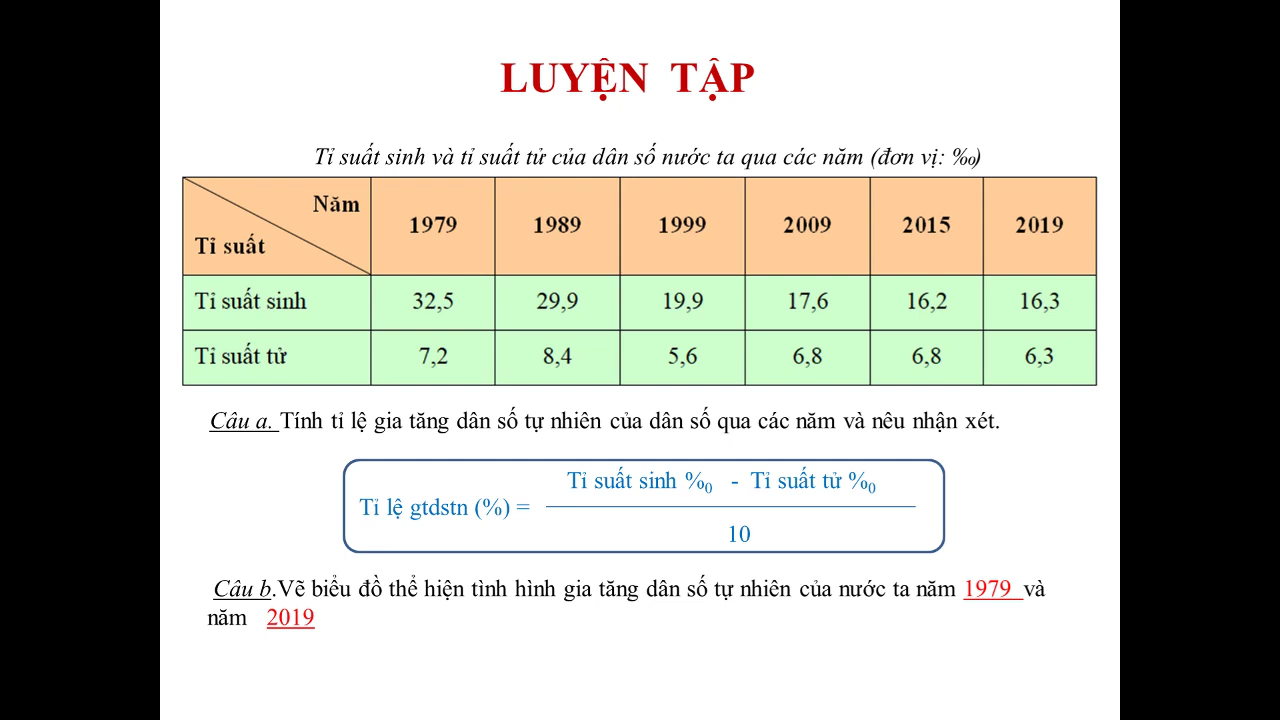 LUYỆN TẬP
Tỉ suất sinh và tỉ suất tử của dân số nước ta qua các năm (đơn vị: ‰)
Năm
Tỉ suất
1979 1989 1999 2009 2015 2019
Tỉ suất sinh 32,5 29,9 19,9 17,6 16,2 16,3
Tỉ suất tử 7,2 8,4 5,6 6,8 6,8 6,3
Câu a. Tính tỉ lệ gia tăng dân số tự nhiên của dân số qua các năm và nêu nhận xét.
Tỉ suất sinh %0 - Tỉ suất tử %0
Tỉ lệ gtdstn (%) =
10
Câu b.Vẽ biểu đồ thể hiện tình hình gia tăng dân số tự nhiên của nước ta năm 1979 và
năm 2019